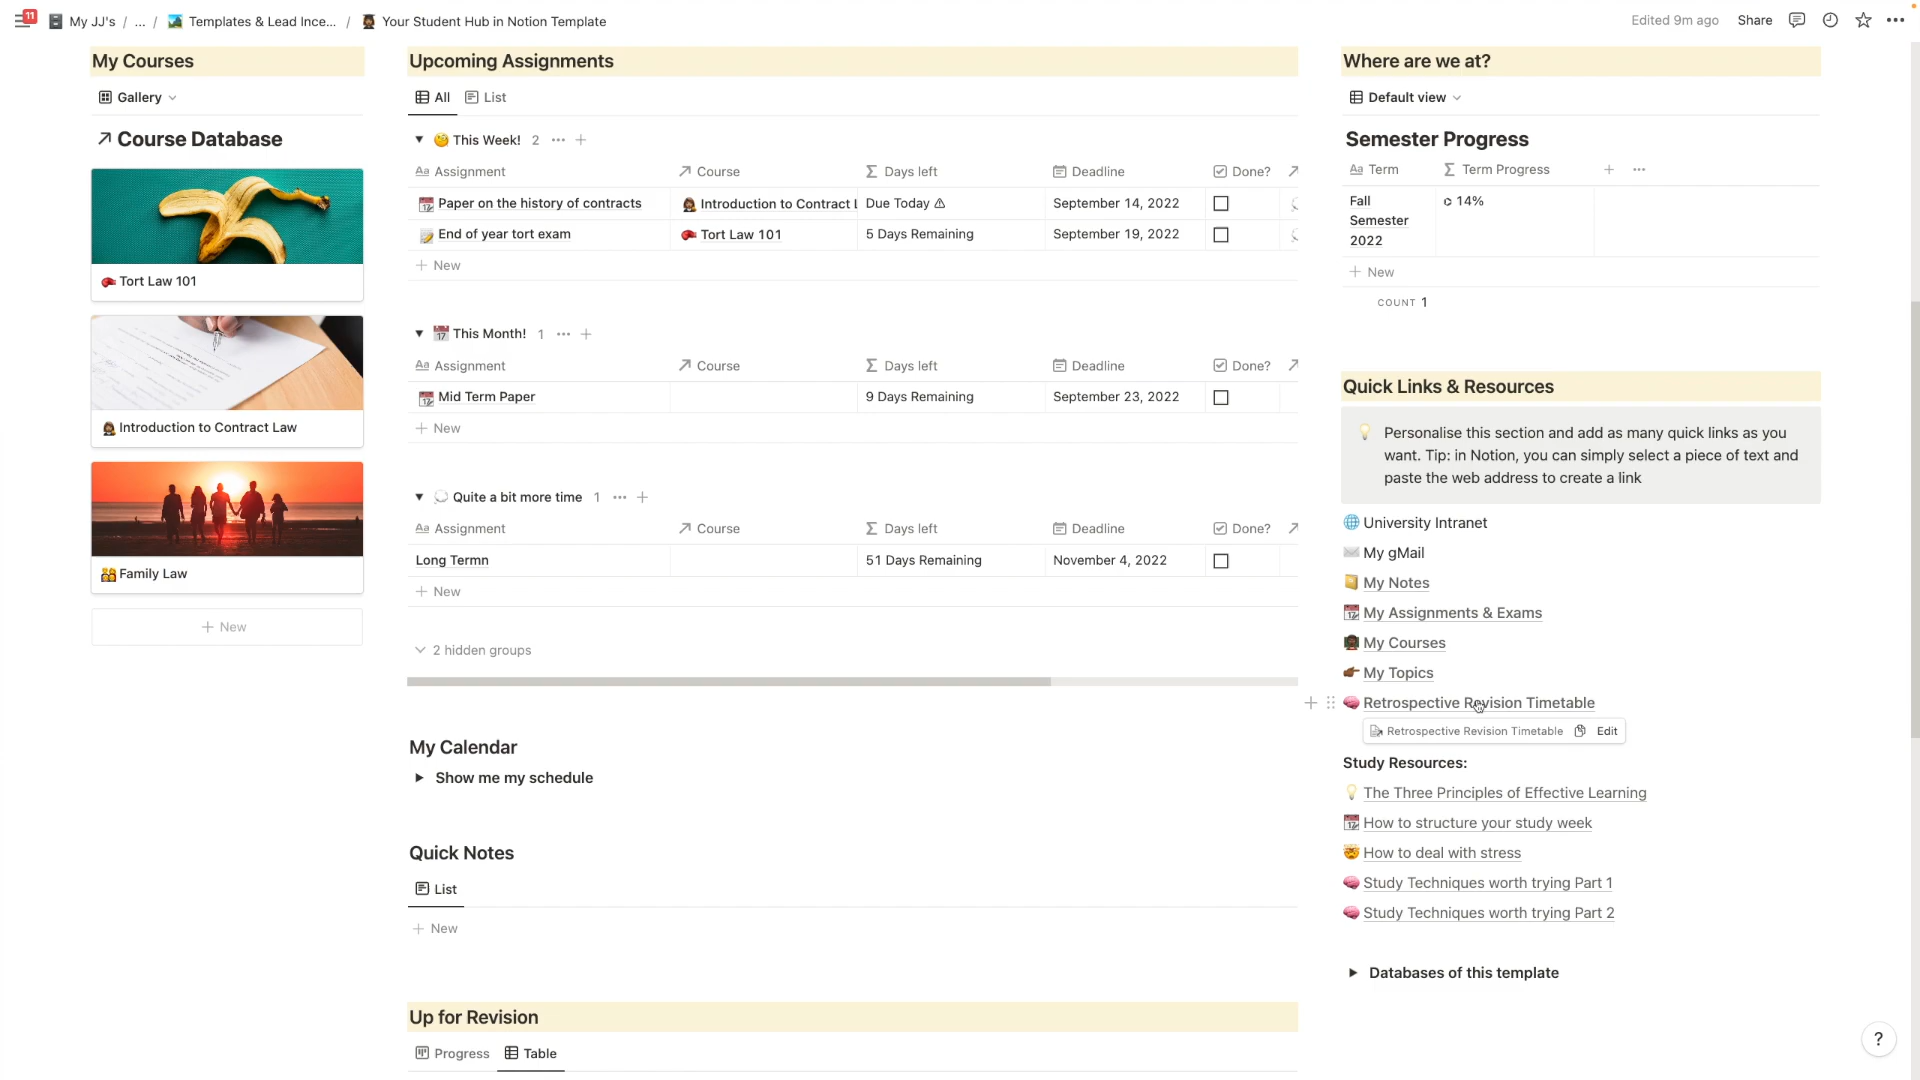 11
My JJ's / ... / Templates & Lead Ince... / Your Student Hub in Notion Template
Edited 9m ago
Share
My Courses
Gallery
Course Database
Tort Law 101
Introduction to Contract Law
Family Law
New
Upcoming Assignments
All
List
This Week! 2
Assignment Course Days left Deadline Done?
Paper on the history of contracts Introduction to Contract L Due Today September 14, 2022
End of year tort exam Tort Law 101 5 Days Remaining September 19, 2022
New
This Month! 1
Assignment Course Days left Deadline Done?
Mid Term Paper 9 Days Remaining September 23, 2022
New
Quite a bit more time 1
Assignment Course Days left Deadline Done?
Long Termn 51 Days Remaining November 4, 2022
New
2 hidden groups
My Calendar
Show me my schedule
Quick Notes
List
New
Up for Revision
Progress
Table
Where are we at?
Default view
Semester Progress
Aa Term Term Progress
Fall 14%
Semester
2022
New
COUNT 1
Quick Links & Resources
Personalise this section and add as many quick links as you
want. Tip: in Notion, you can simply select a piece of text and
paste the web address to create a link
University Intranet
My gMail
My Notes
My Assignments & Exams
My Courses
My Topics
Retrospective Revision Timetable
Retrospective Revision Timetable Edit
Study Resources:
The Three Principles of Effective Learning
How to structure your study week
How to deal with stress
Study Techniques worth trying Part 1
Study Techniques worth trying Part 2
Databases of this template
?